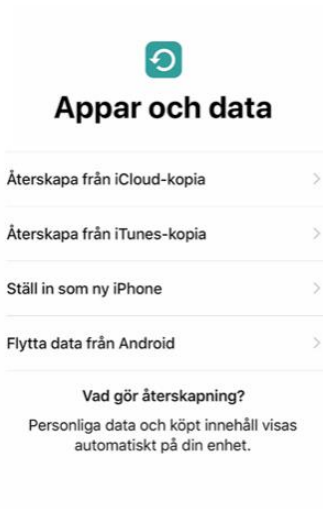 Appar och data
Återskapa från iCloud-kopia
Återskapa från iTunes-kopia
Ställ in som ny iPhone
Flytta data från Android
Vad gör återskapning?
Personliga data och köpt innehåll visas
automatiskt på din enhet.